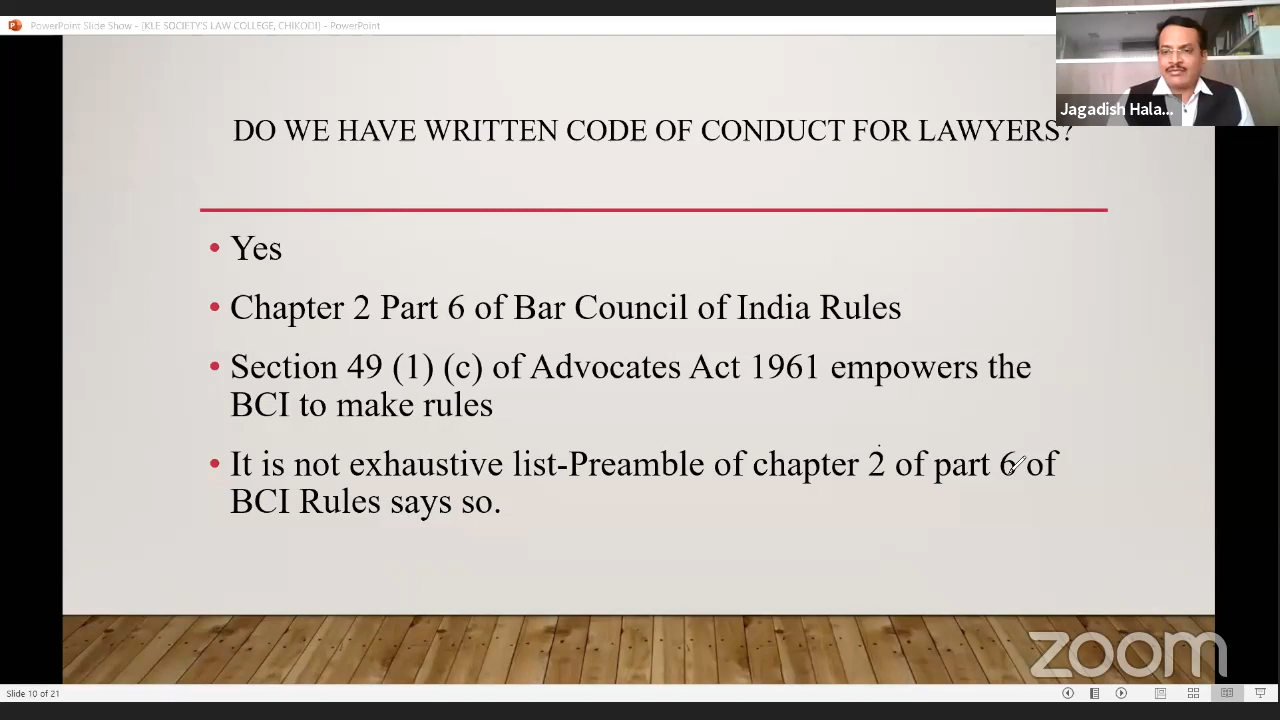 PowerPoint Slide Show - [KLE SOCIETY'S LAW COLLEGE, CHIKODI] - PowerPoint
Jagadish Hala...
DO WE HAVE WRITTEN CODE OF CONDUCT FOR LAWYERS?
• Yes
• Chapter 2 Part 6 of Bar Council of India Rules
• Section 49 (1) (c) of Advocates Act 1961 empowers the
BCI to make rules
• It is not exhaustive list-Preamble of chapter 2 of part 6 of
BCI Rules says so.
zoom
Slide 10 of 21